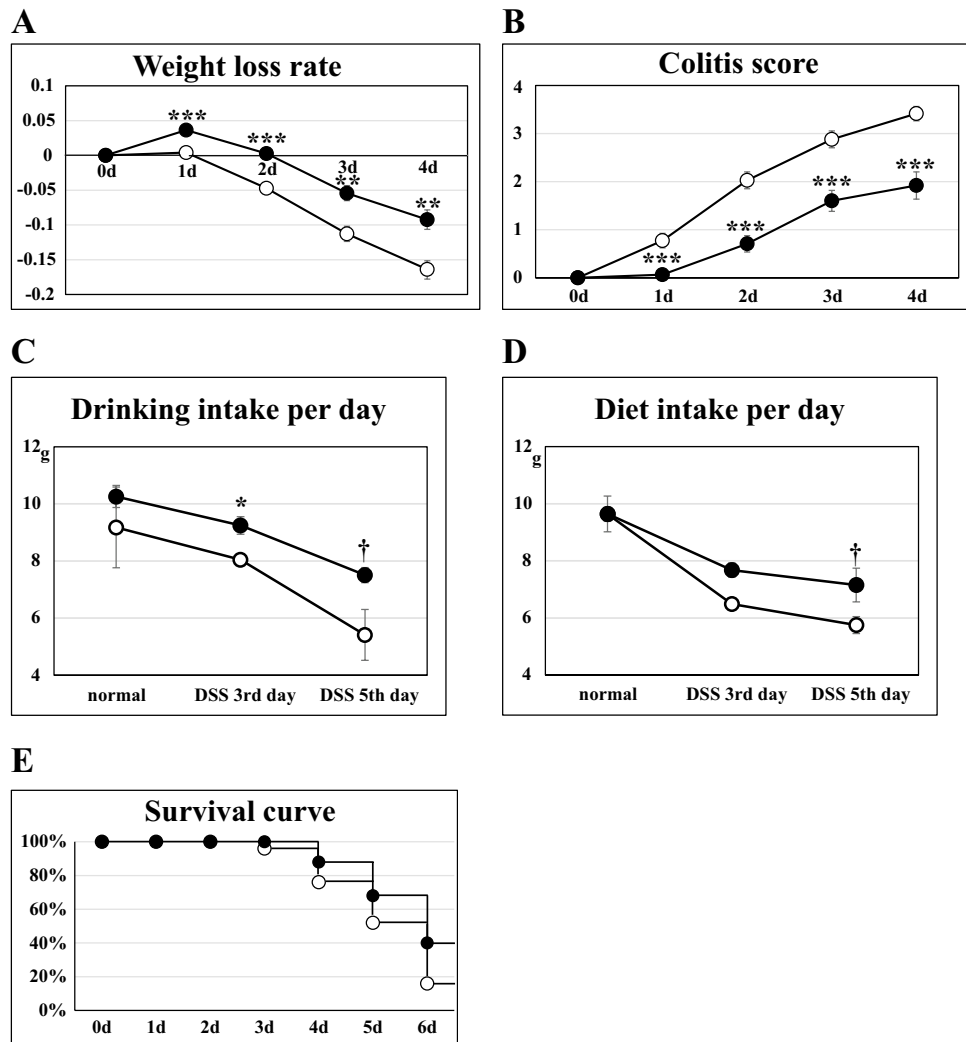 A
Weight loss rate
0.1
0.05
0
-0.05
-0.1
-0.15
-0.2
*** *** ** **
0d 1d 2d 3d 4d
B
Colitis score
4
3
2
1
0
*** *** *** ***
0d 1d 2d 3d 4d
C
Drinking intake per day
12
g
10
8
6
4
* †
normal DSS 3rd day DSS 5th day
D
Diet intake per day
12
g
10
8
6
4
†
normal DSS 3rd day DSS 5th day
E
Survival curve
100%
80%
60%
40%
20%
0%
0d 1d 2d 3d 4d 5d 6d